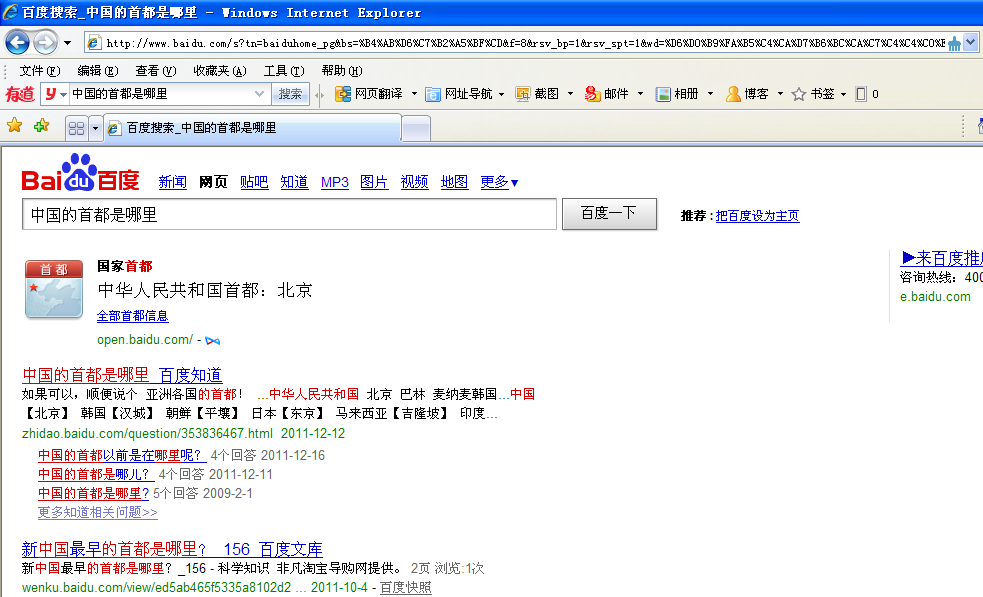 百度搜索_中国的首都是哪里 - Windows Internet Explorer
http://www.baidu.com/s?tn=baiduhome_pg&bs=%B4%AB%D6%C7%B2%A5%BF%CD&f=8&rsv_bp=1&rsv_spt=1&wd=%D6%D0%B9%FA%B5%C4%CA%D7%B6%BC%CA%C7%C4%C4%C0%E
文件(F) 编辑(E) 查看(V) 收藏夹(A) 工具(T) 帮助(H)
有道 y 中国的首都是哪里 搜索 网页翻译 网址导航 截图 邮件 相册 博客 书签 0
百度搜索_中国的首都是哪里
Bai du 百度 新闻 网页 贴吧 知道 MP3 图片 视频 地图 更多▼
中国的首都是哪里 百度一下 推荐 : 把百度设为主页
首都 国家首都
中华人民共和国首都：北京
全部首都信息
open.baidu.com/ -
▶来百度推
咨询热线：400
e.baidu.com
中国的首都是哪里_百度知道
如果可以，顺便说个 亚洲各国的首都！ ...中华人民共和国 北京 巴林 麦纳麦韩国...中国
【北京】 韩国【汉城】 朝鲜【平壤】 日本【东京】 马来西亚【吉隆坡】 印度...
zhidao.baidu.com/question/353836467.html 2011-12-12
中国的首都以前是在哪里呢？ 4个回答 2011-12-16
中国的首都是哪儿？ 4个回答 2011-12-11
中国的首都是哪里? 5个回答 2009-2-1
更多知道相关问题>>
新中国最早的首都是哪里？_156_百度文库
新中国最早的首都是哪里？_156 - 科学知识 非凡淘宝导购网提供。 2页 浏览:1次
wenku.baidu.com/view/ed5ab465f5335a8102d2 ... 2011-10-4 - 百度快照